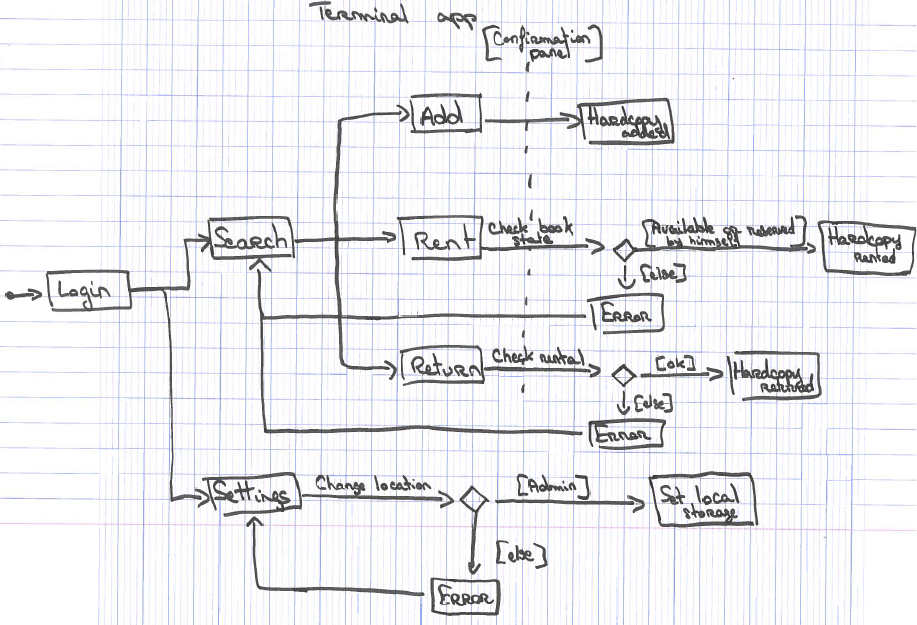 Terminal app
[Confirmation
panel]
Add
Hardcopy
added
Search
Rent
Check book
state
[Available or reserved
by himself]
Hardcopy
Rented
[else]
Login
Error
Return
Check rental
[ok]
Hardcopy
[else]
Error
Settings
Change location
[Admin]
Set local
storage
[else]
Error